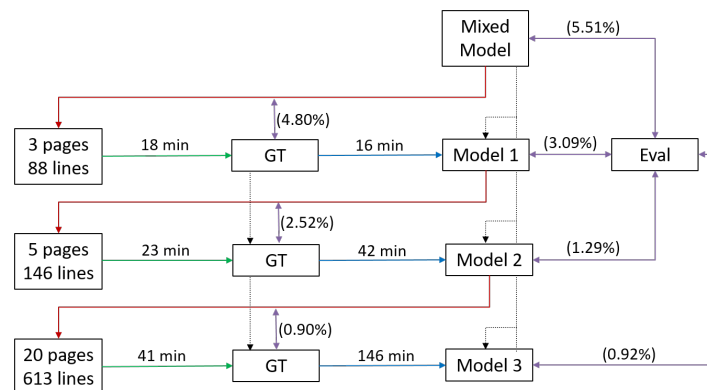 Mixed
Model
(5.51%)
(4.80%)
3 pages
88 lines
18 min
GT
16 min
Model 1
(3.09%)
Eval
(2.52%)
5 pages
146 lines
23 min
GT
42 min
Model 2
(1.29%)
(0.90%)
20 pages
613 lines
41 min
GT
146 min
Model 3
(0.92%)